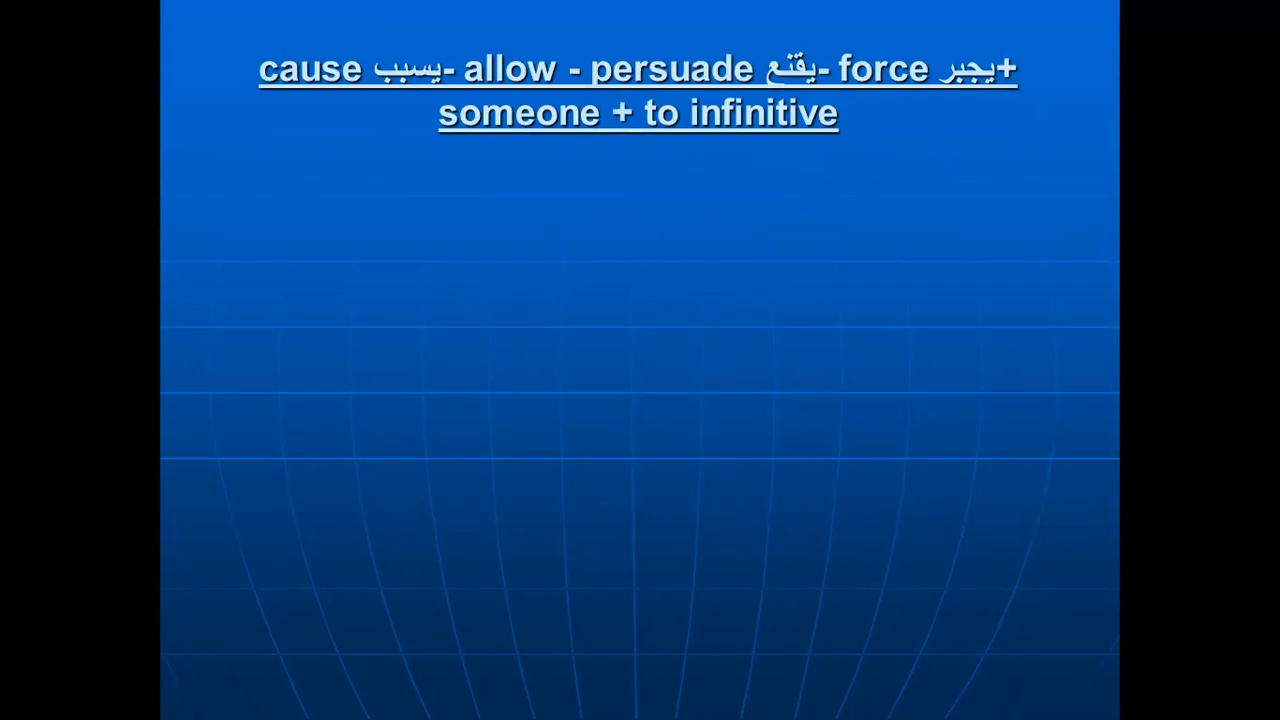 cause يسبب- allow - persuade يقنع- force يجبر+
someone + to infinitive